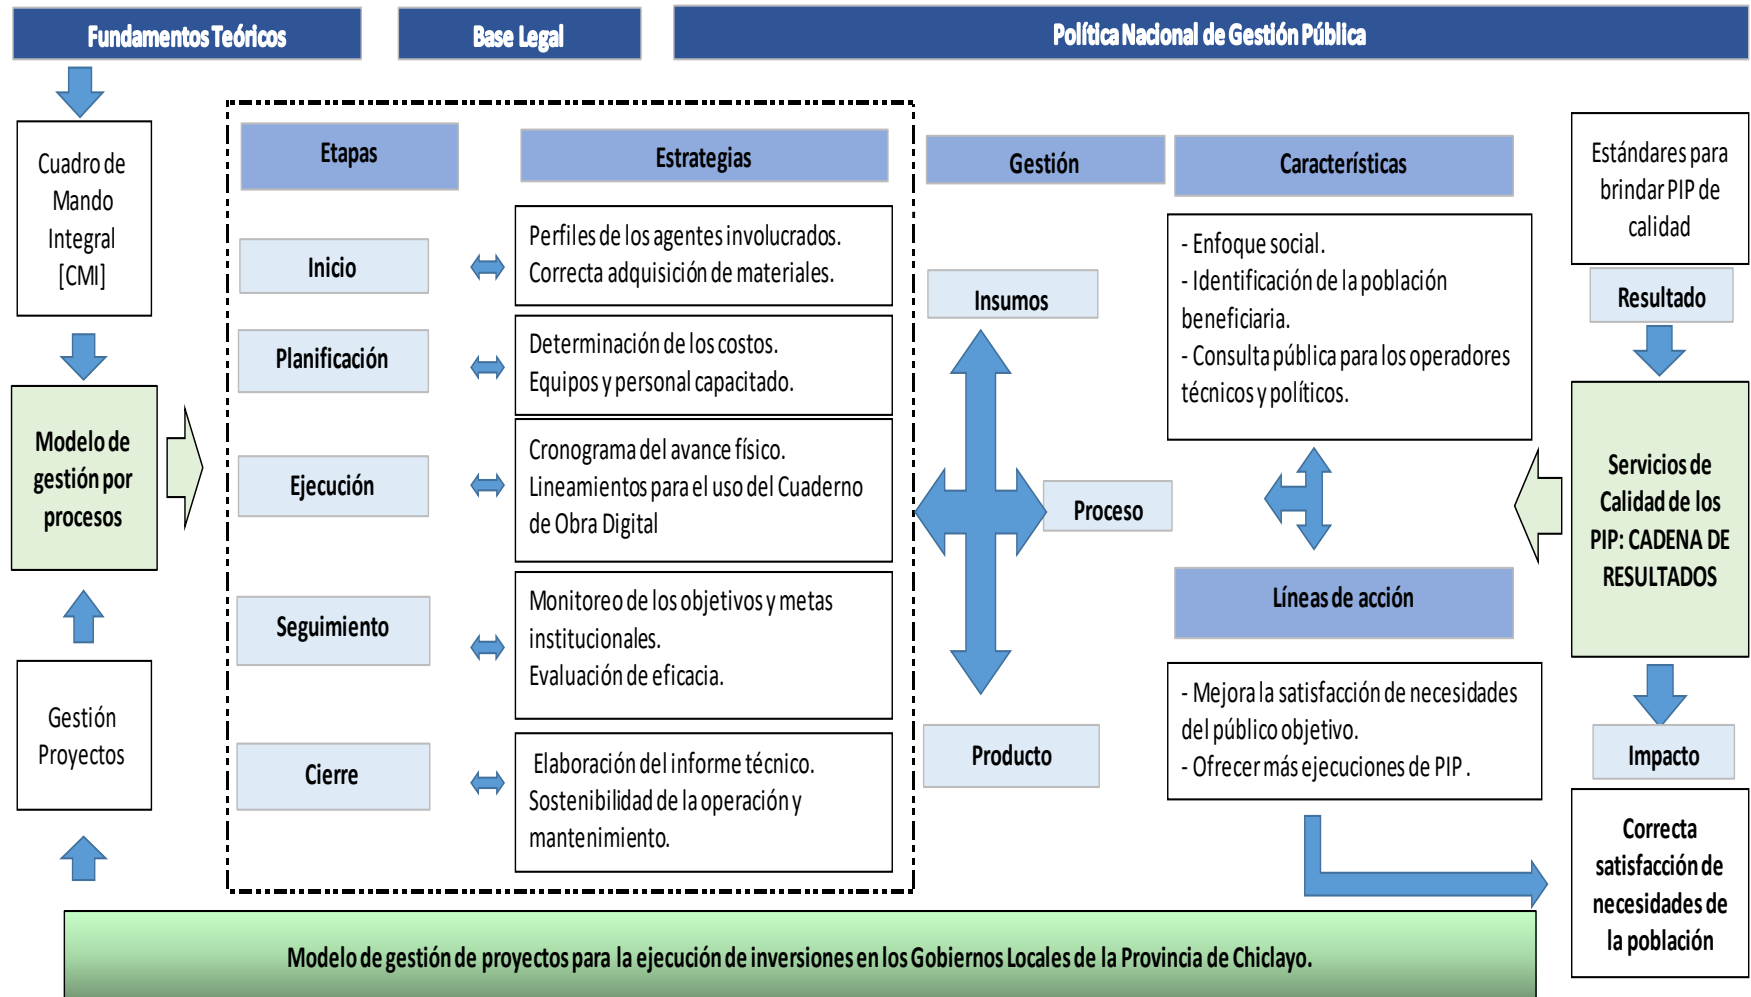 Fundamentos Teóricos
Base Legal
Política Nacional de Gestión Pública
Cuadro de
Mando
Integral
[CMI]
Modelo de
gestión por
procesos
Gestión
Proyectos
Etapas
Estrategias
Inicio
Perfiles de los agentes involucrados.
Correcta adquisición de materiales.
Planificación
Determinación de los costos.
Equipos y personal capacitado.
Ejecución
Cronograma del avance físico.
Lineamientos para el uso del Cuaderno
de Obra Digital
Seguimiento
Monitoreo de los objetivos y metas
institucionales.
Evaluación de eficacia.
Cierre
Elaboración del informe técnico.
Sostenibilidad de la operación y
mantenimiento.
Gestión
Insumos
Proceso
Producto
Característícas
- Enfoque social.
- Identificación de la población
beneficiaria.
- Consulta pública para los operadores
técnicos y políticos.
Líneas de acción
- Mejora la satisfacción de necesidades
del público objetivo.
- Ofrecer más ejecuciones de PIP .
Estándares para
brindar PIP de
calidad
Resultado
Servicios de
Calidad de los
PIP: CADENA DE
RESULTADOS
Impacto
Correcta
satisfacción de
necesidades de
la población
Modelo de gestión de proyectos para la ejecución de inversiones en los Gobiernos Locales de la Provincia de Chiclayo.